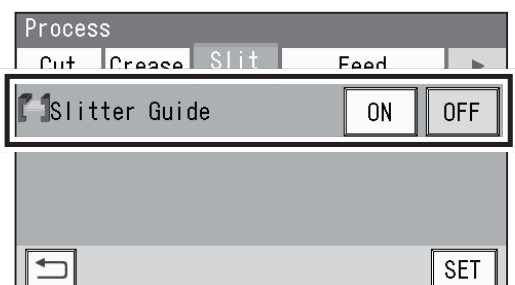 Process
Cut Crease Slit Feed
Slitter Guide ON OFF
SET